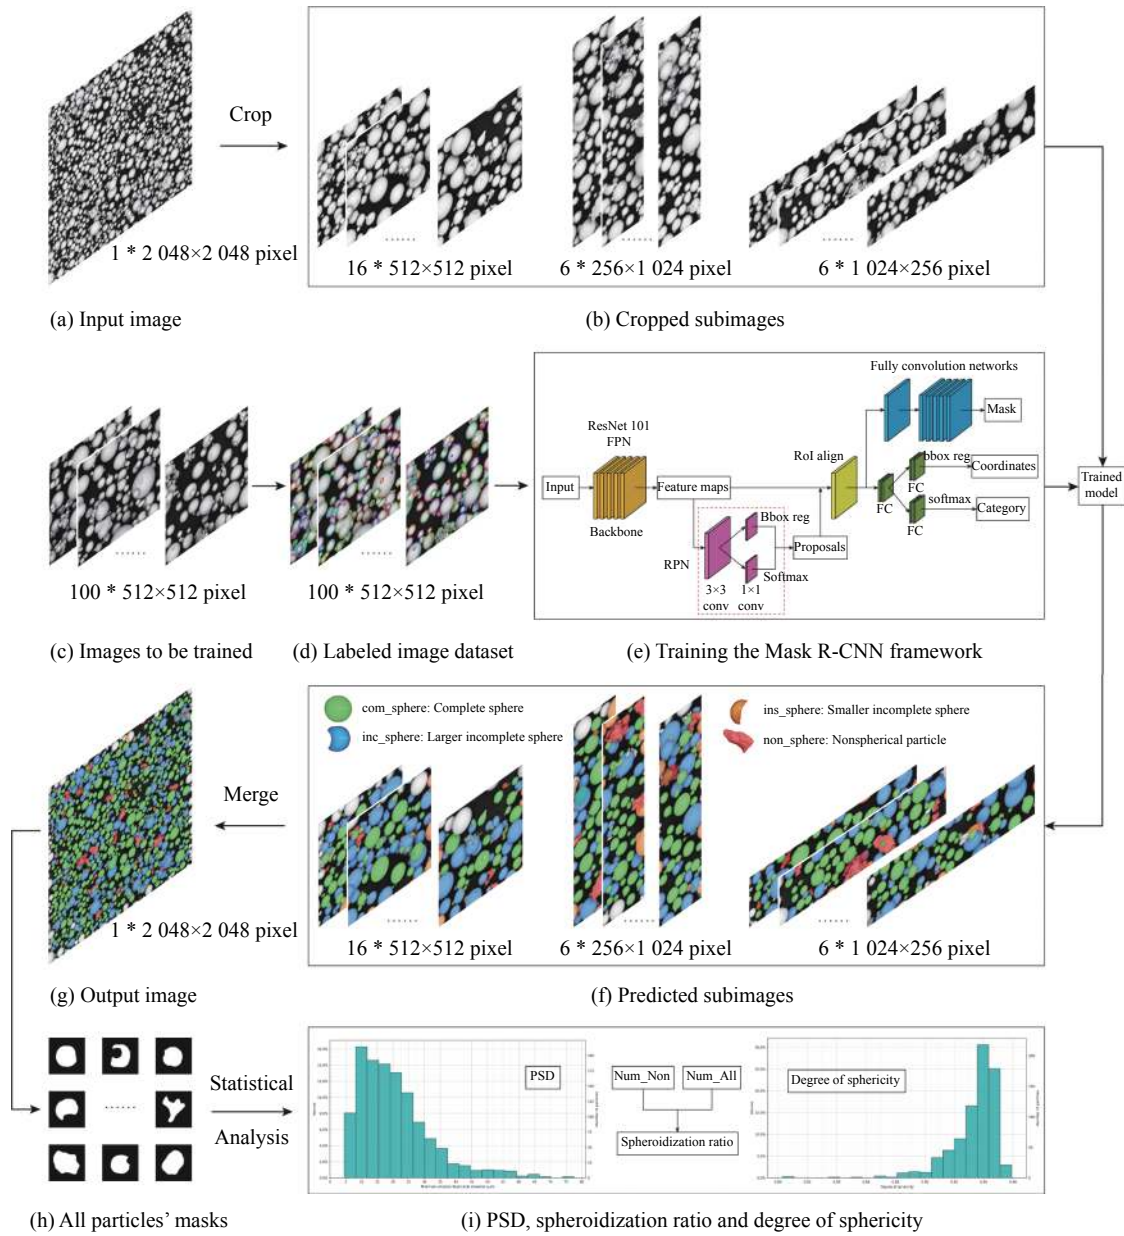 Crop
1 * 2 048×2 048 pixel
16 * 512×512 pixel
6 * 256×1 024 pixel
6 * 1 024×256 pixel
(a) Input image
(b) Cropped subimages
100 * 512×512 pixel
100 * 512×512 pixel
Fully convolution networks
Mask
ResNet 101
FPN
RoI align
bbox reg
Coordinates
FC
FC
softmax
Category
FC
Input
Feature maps
Backbone
Bbox reg
RPN
Proposals
Softmax
3×3
conv
1×1
conv
Trained
model
(c) Images to be trained
(d) Labeled image dataset
(e) Training the Mask R-CNN framework
com_sphere: Complete sphere
ins_sphere: Smaller incomplete sphere
inc_sphere: Larger incomplete sphere
non_sphere: Nonspherical particle
Merge
1 * 2 048×2 048 pixel
16 * 512×512 pixel
6 * 256×1 024 pixel
6 * 1 024×256 pixel
(g) Output image
(f) Predicted subimages
Statistical
Analysis
PSD
Num_Non
Num_All
Spheroidization ratio
Degree of sphericity
(h) All particles’ masks
(i) PSD, spheroidization ratio and degree of sphericity